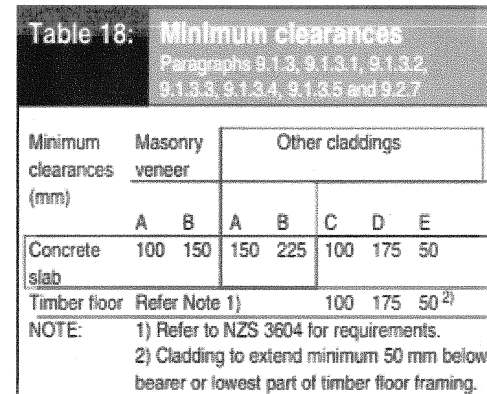 Table 18: Minimum clearances
Paragraphs 9.1.3, 9.1.3.1, 9.1.3.2,
9.1.3.3, 9.1.3.4, 9.1.3.5 and 9.2.7
Minimum Masonry Other claddings
clearances veneer
(mm)
A B A B C D E
Concrete 100 150 150 225 100 175 50
slab
Timber floor Refer Note 1) 100 175 50 2)
NOTE: 1) Refer to NZS 3604 for requirements.
2) Cladding to extend minimum 50 mm below
bearer or lowest part of timber floor framing.